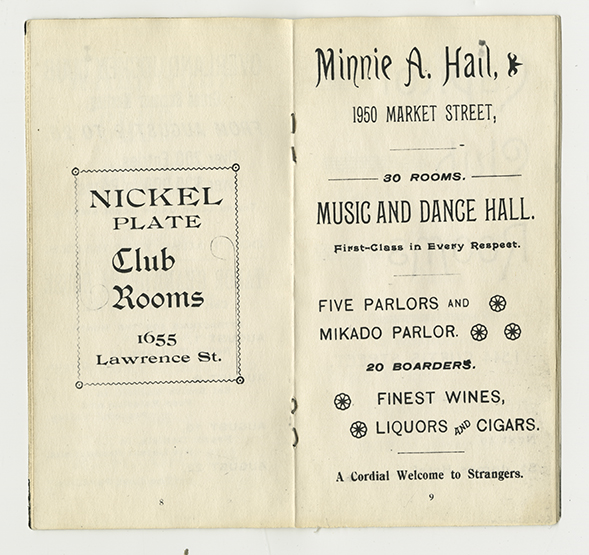 NICKEL
PLATE
Club
Rooms
1655
Lawrence St.
8
Minnie A. Hail,
1950 MARKET STREET,
30 ROOMS.
MUSIC AND DANCE HALL.
First-Class in Every Respect.
FIVE PARLORS AND
MIKADO PARLOR.
20 BOARDERS.
FINEST WINES,
LIQUORS AND CIGARS.
A Cordial Welcome to Strangers.
9